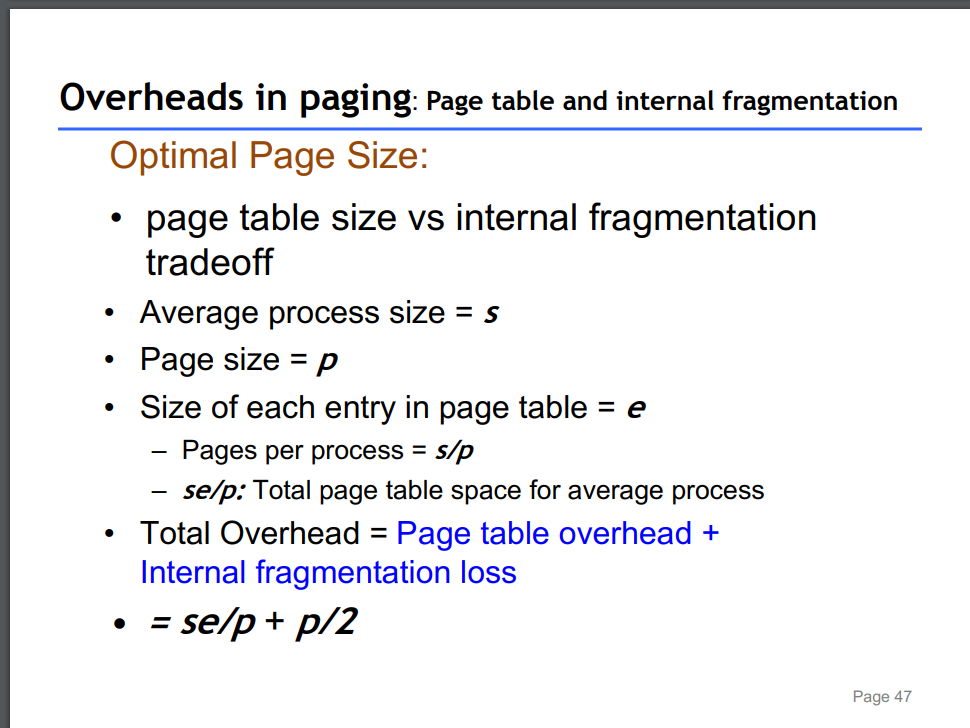 Overheads in paging: Page table and internal fragmentation
Optimal Page Size:
• page table size vs internal fragmentation
tradeoff
• Average process size = s
• Page size = p
• Size of each entry in page table = e
– Pages per process = s/p
– se/p: Total page table space for average process
• Total Overhead = Page table overhead +
Internal fragmentation loss
• = se/p + p/2
Page 47